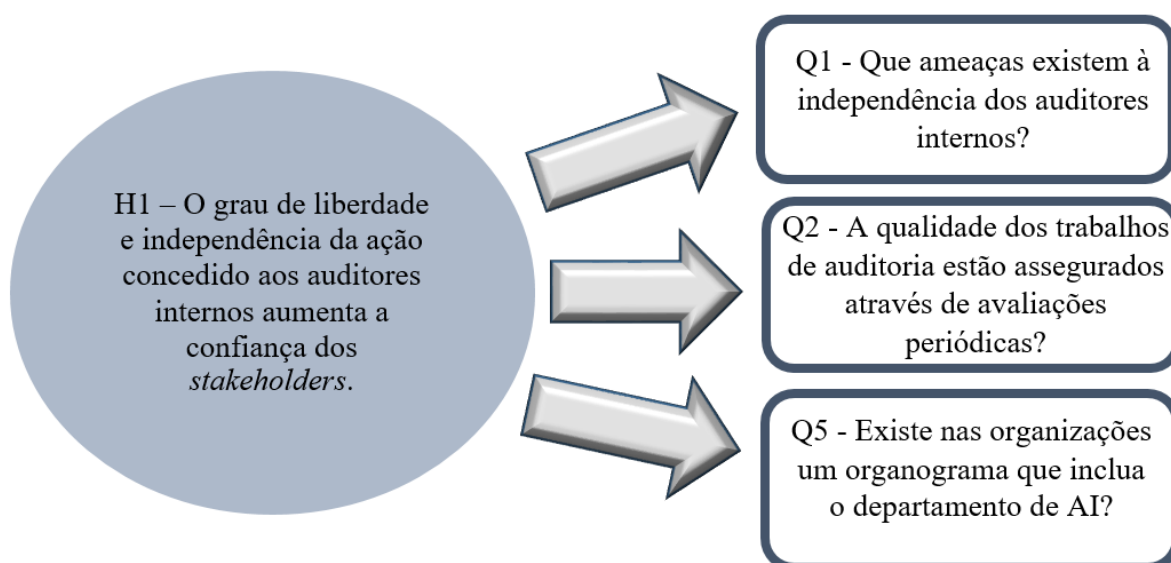 H1 – O grau de liberdade
e independência da ação
concedido aos auditores
internos aumenta a
confiança dos
stakeholders.
Q1 - Que ameaças existem à
independência dos auditores
internos?
Q2 - A qualidade dos trabalhos
de auditoria estão assegurados
através de avaliações
periódicas?
Q5 - Existe nas organizações
um organograma que inclua
o departamento de AI?